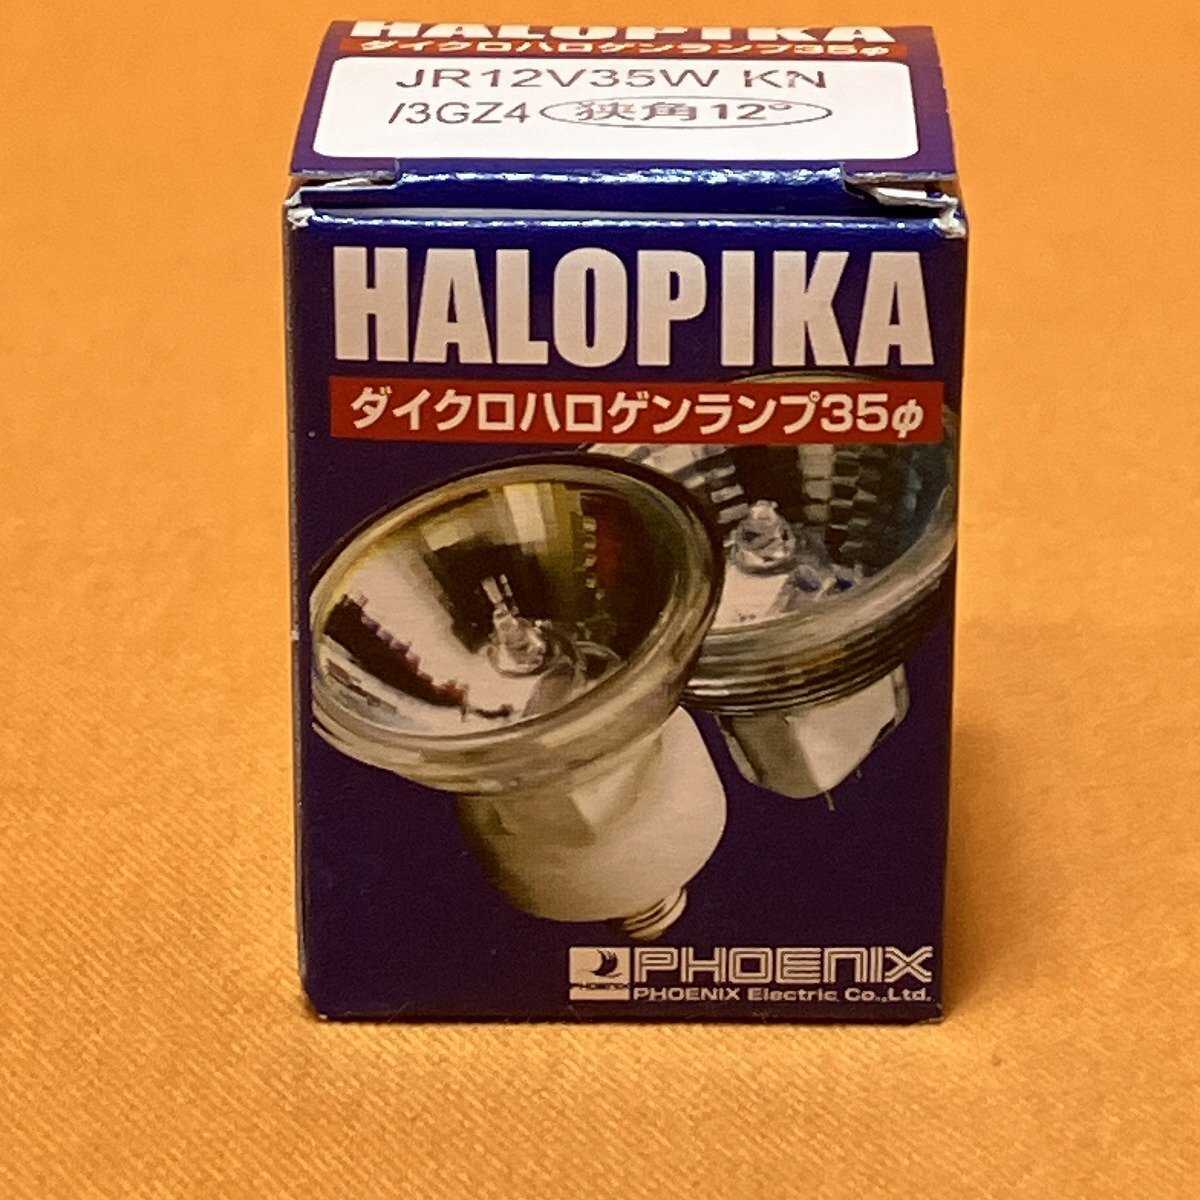 HALOPIKA
ダイクロハロゲンランプ35φ
JR12V35W KN
/3GZ4 狭角12°
HALOPIKA
ダイクロハロゲンランプ35φ
PHOENIX
PHOENIX Electric Co.,Ltd.